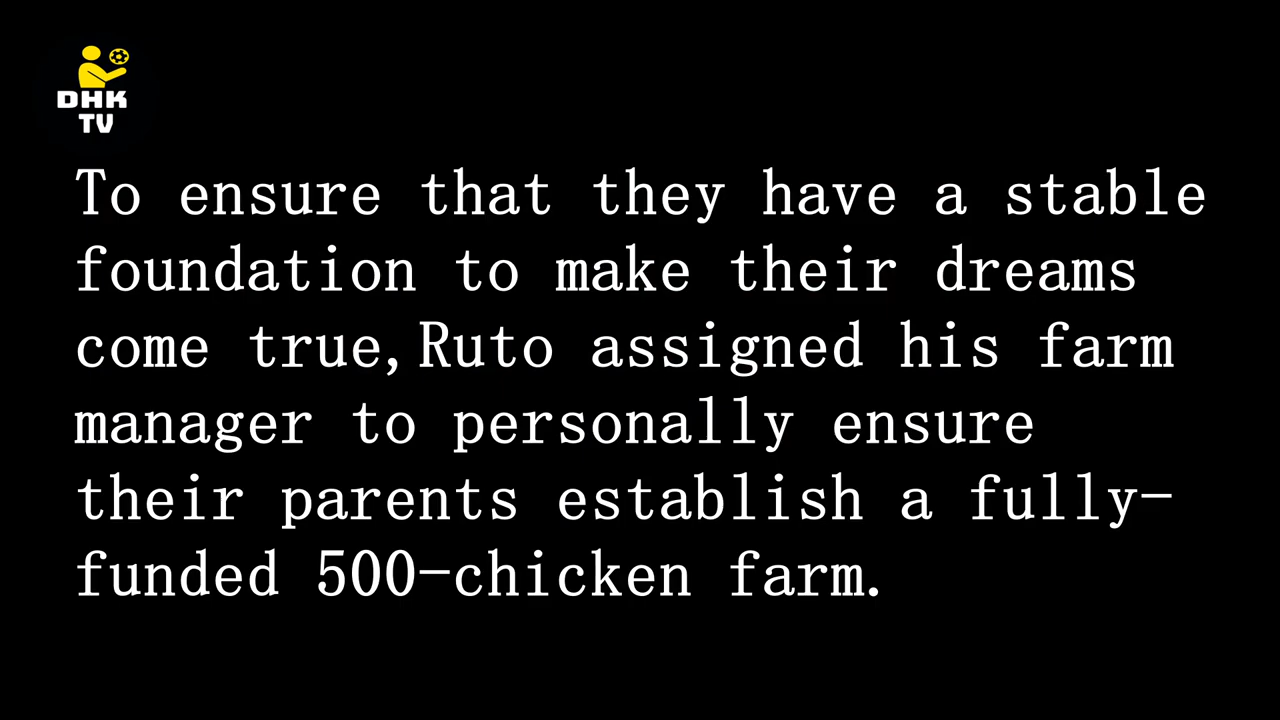 DHK
TV
To ensure that they have a stable
foundation to make their dreams
come true,Ruto assigned his farm
manager to personally ensure
their parents establish a fully-
funded 500-chicken farm.